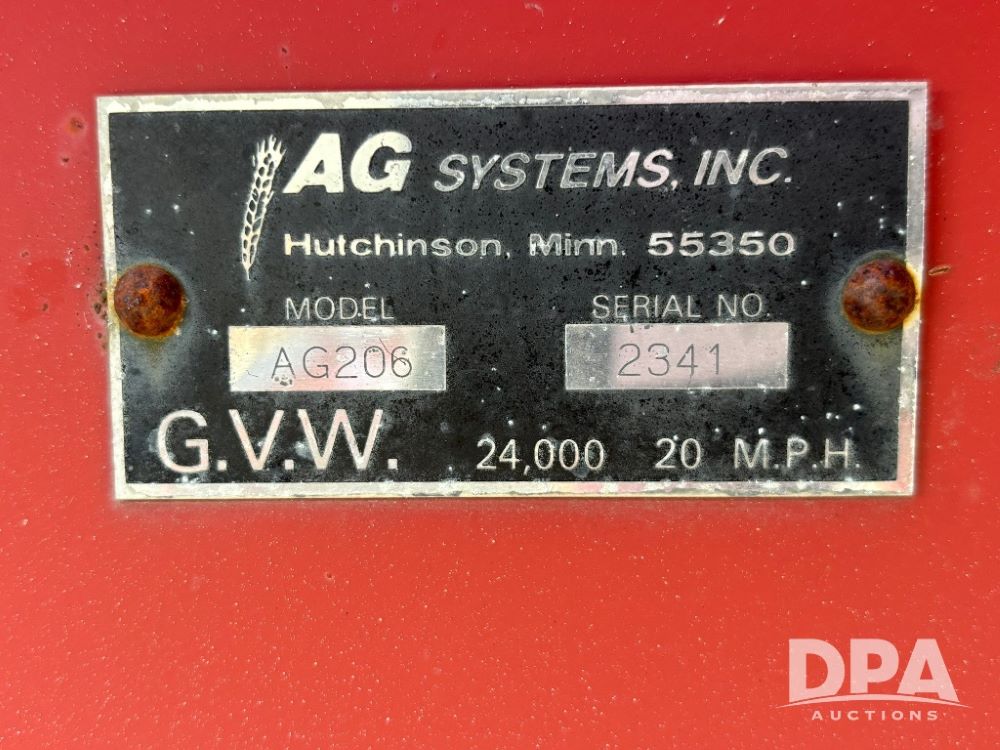 AG SYSTEMS, INC.
Hutchinson, Minn. 55350
MODEL SERIAL NO.
AG206 2341
G.V.W. 24,000 20 M.P.H.
DPA
AUCTIONS